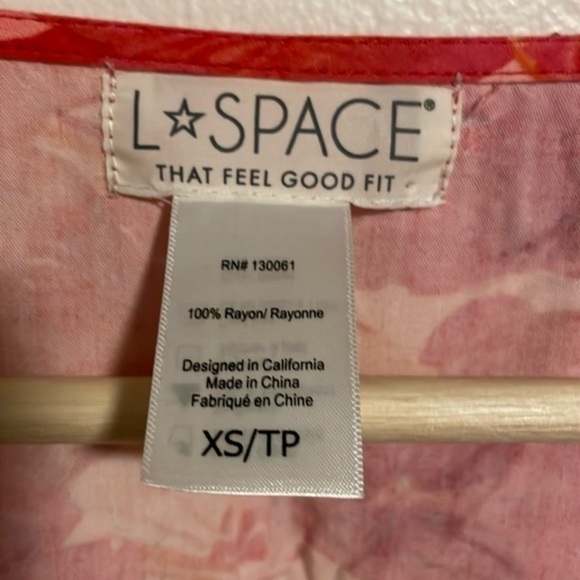 L☆SPACE®
THAT FEEL GOOD FIT
RN# 130061
100% Rayon/ Rayonne
Designed in California
Made in China
Fabriqué en Chine
XS/TP